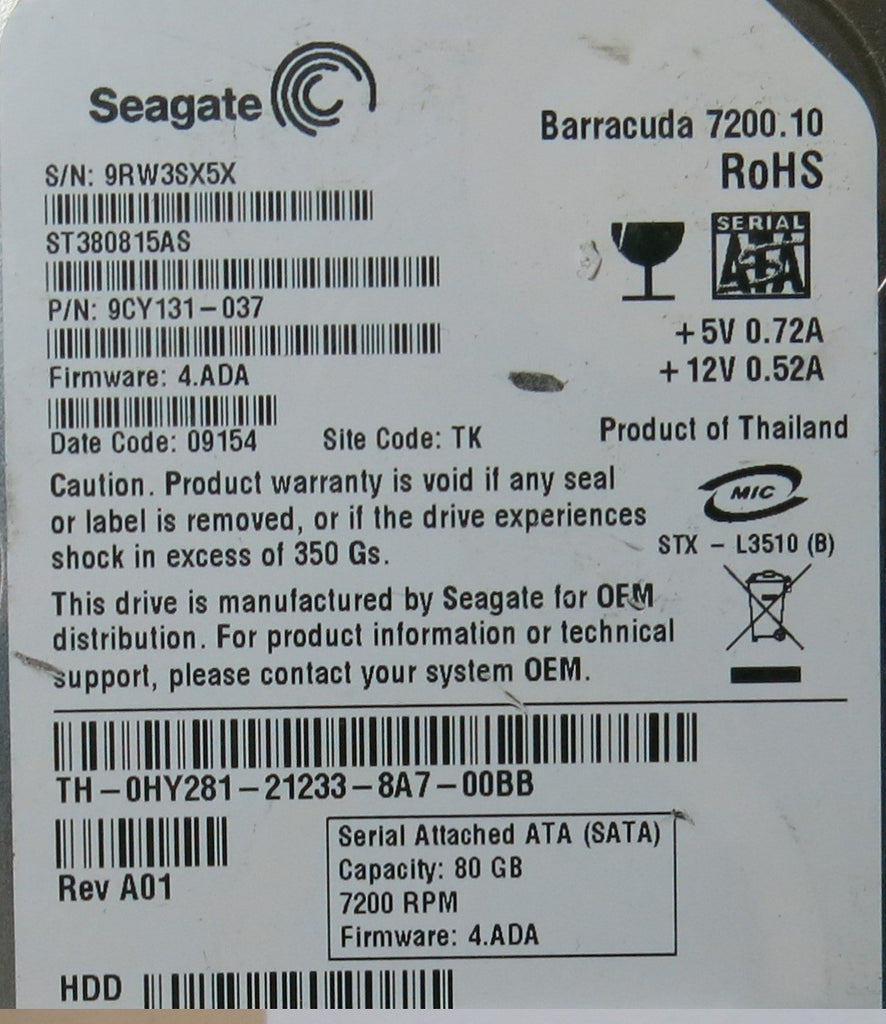 Seagate
Barracuda 7200.10
RoHS
S/N: 9RW3SX5X
ST380815AS
SERIAL
ATA
P/N: 9CY131-037
+5V 0.72A
Firmware: 4.ADA
+12V 0.52A
Date Code: 09154 Site Code: TK
Product of Thailand
Caution. Product warranty is void if any seal
or label is removed, or if the drive experiences
shock in excess of 350 Gs.
MIC
STX - L3510 (B)
This drive is manufactured by Seagate for OEM
distribution. For product information or technical
support, please contact your system OEM.
TH-0HY281-21233-8A7-00BB
Rev A01
Serial Attached ATA (SATA)
Capacity: 80 GB
7200 RPM
Firmware: 4.ADA
HDD